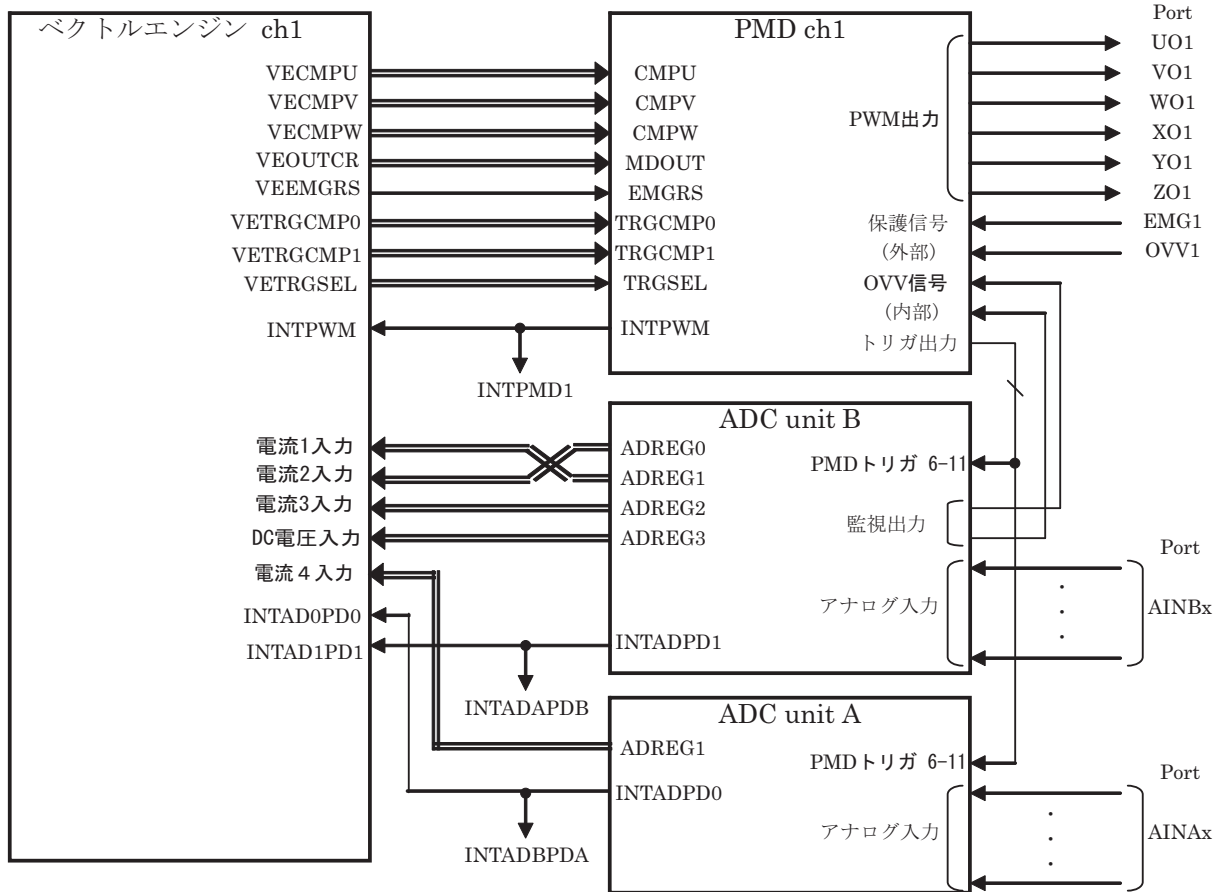 ベクトルエンジン ch1
VECMPU
VECMPV
VECMPW
VEOUTCR
VEEMGRS
VETRGCMP0
VETRGCMP1
VETRGSEL
INTPWM
電流1入力
電流2入力
電流3入力
DC電圧入力
電流４入力
INTAD0PD0
INTAD1PD1
INTPMD1
INTADAPDB
INTADBPDA
PMD ch1
CMPU
CMPV
CMPW
MDOUT
EMGRS
TRGCMP0
TRGCMP1
TRGSEL
INTPWM
PWM出力
保護信号
(外部)
OVV信号
(内部)
トリガ出力
Port
UO1
VO1
WO1
XO1
YO1
ZO1
EMG1
OVV1
ADC unit B
ADREG0
ADREG1
ADREG2
ADREG3
INTADPD1
PMDトリガ 6-11
監視出力
アナログ入力
Port
AINBx
ADC unit A
ADREG1
INTADPD0
PMDトリガ 6-11
アナログ入力
Port
AINAx